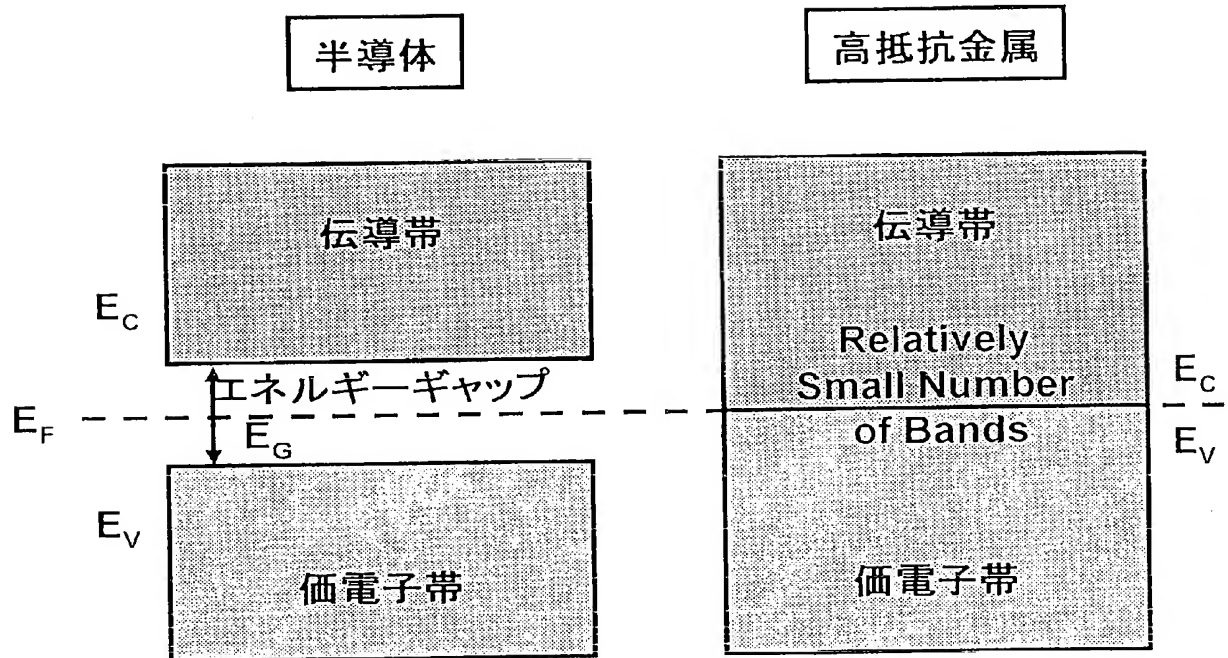 半導体
高抵抗金属
伝導帯
E_C
エネルギーギャップ
E_F
E_G
E_V
価電子帯
伝導帯
Relatively
Small Number
of Bands
E_C
E_V
価電子帯